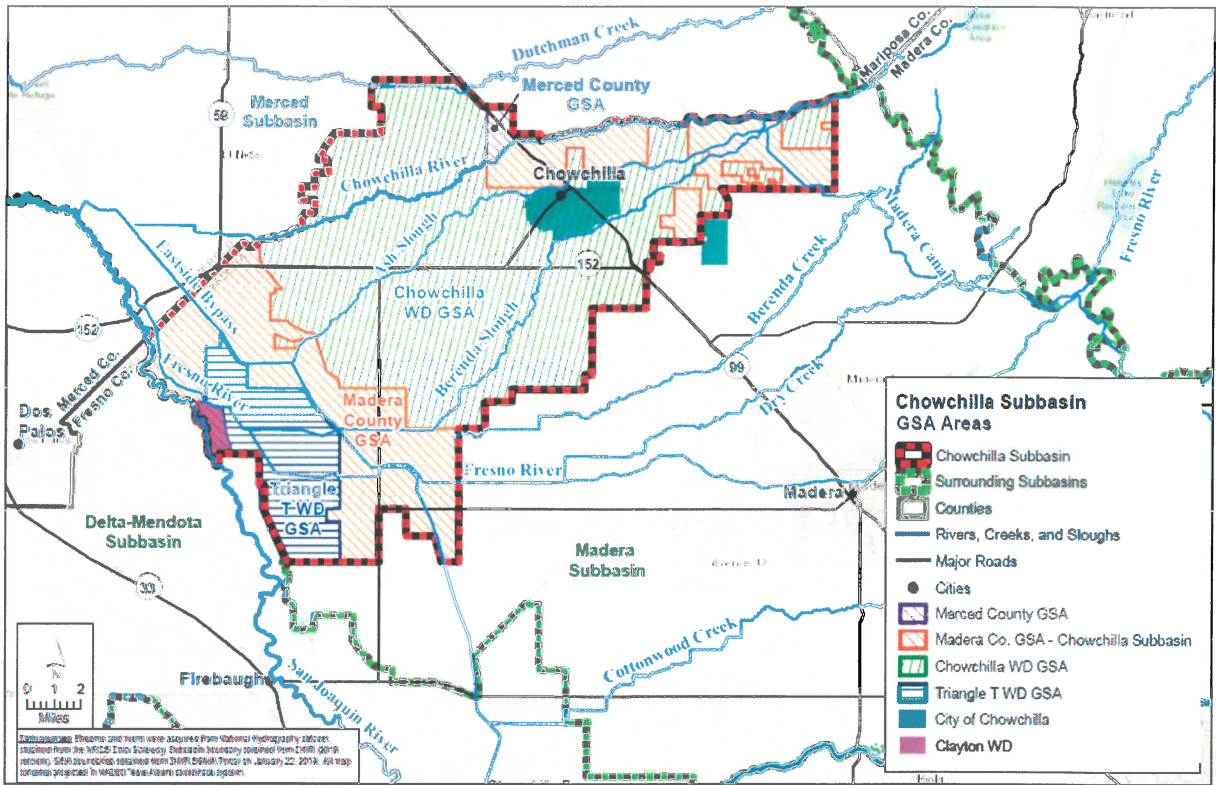 Dutchman Creek
Mariposa Co.
Madera Co.
Merced
Subbasin
Merced County
GSA
59
Chowchilla River
Chowchilla
Ash Slough
Fresno River
Madera Canal
Eastside Bypass
152
Chowchilla
WD GSA
Berenda Slough
Berenda Creek
152
Merced Co.
Fresno Co.
Fresno River
Dos
Palos
Madera
County
GSA
99
Dry Creek
Fresno River
Madera
Triangle
T WD
GSA
Delta-Mendota
Subbasin
Madera
Subbasin
Avenue 12
33
Cottonwood Creek
Firebaugh
San Joaquin River
N
0 1 2
Miles
Chowchilla Subbasin
GSA Areas
Chowchilla Subbasin
Surrounding Subbasins
Counties
Rivers, Creeks, and Sloughs
Major Roads
Cities
Merced County GSA
Madera Co. GSA - Chowchilla Subbasin
Chowchilla WD GSA
Triangle T WD GSA
City of Chowchilla
Clayton WD